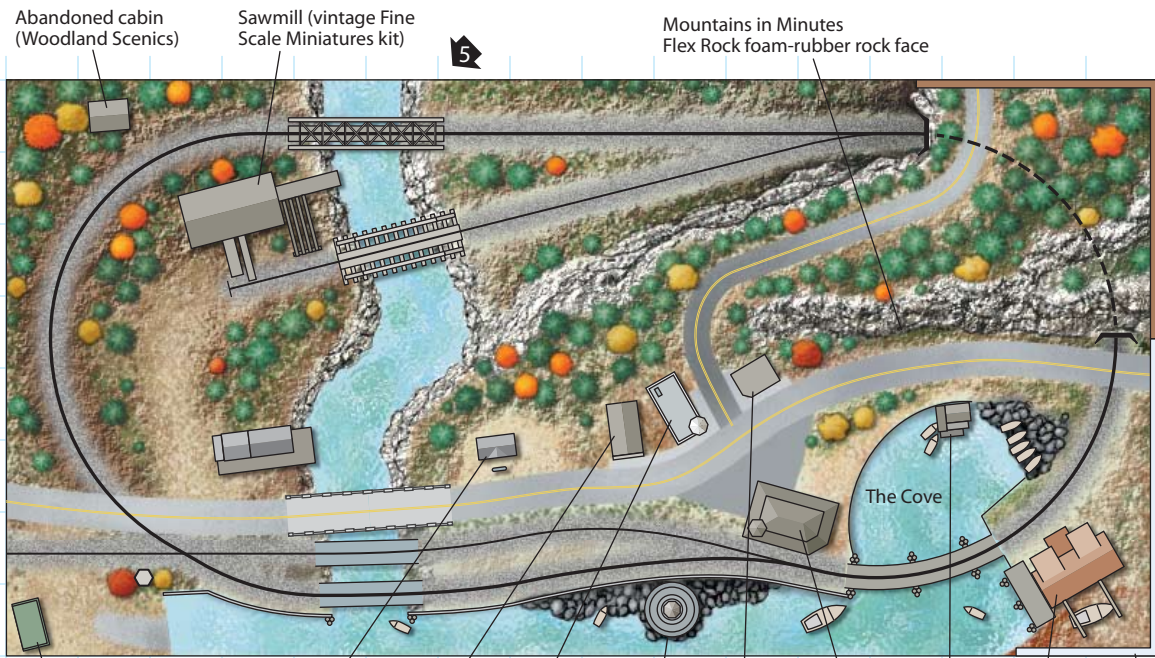 Abandoned cabin
(Woodland Scenics)
Sawmill (vintage Fine
Scale Miniatures kit)
5
Mountains in Minutes
Flex Rock foam-rubber rock face
The Cove